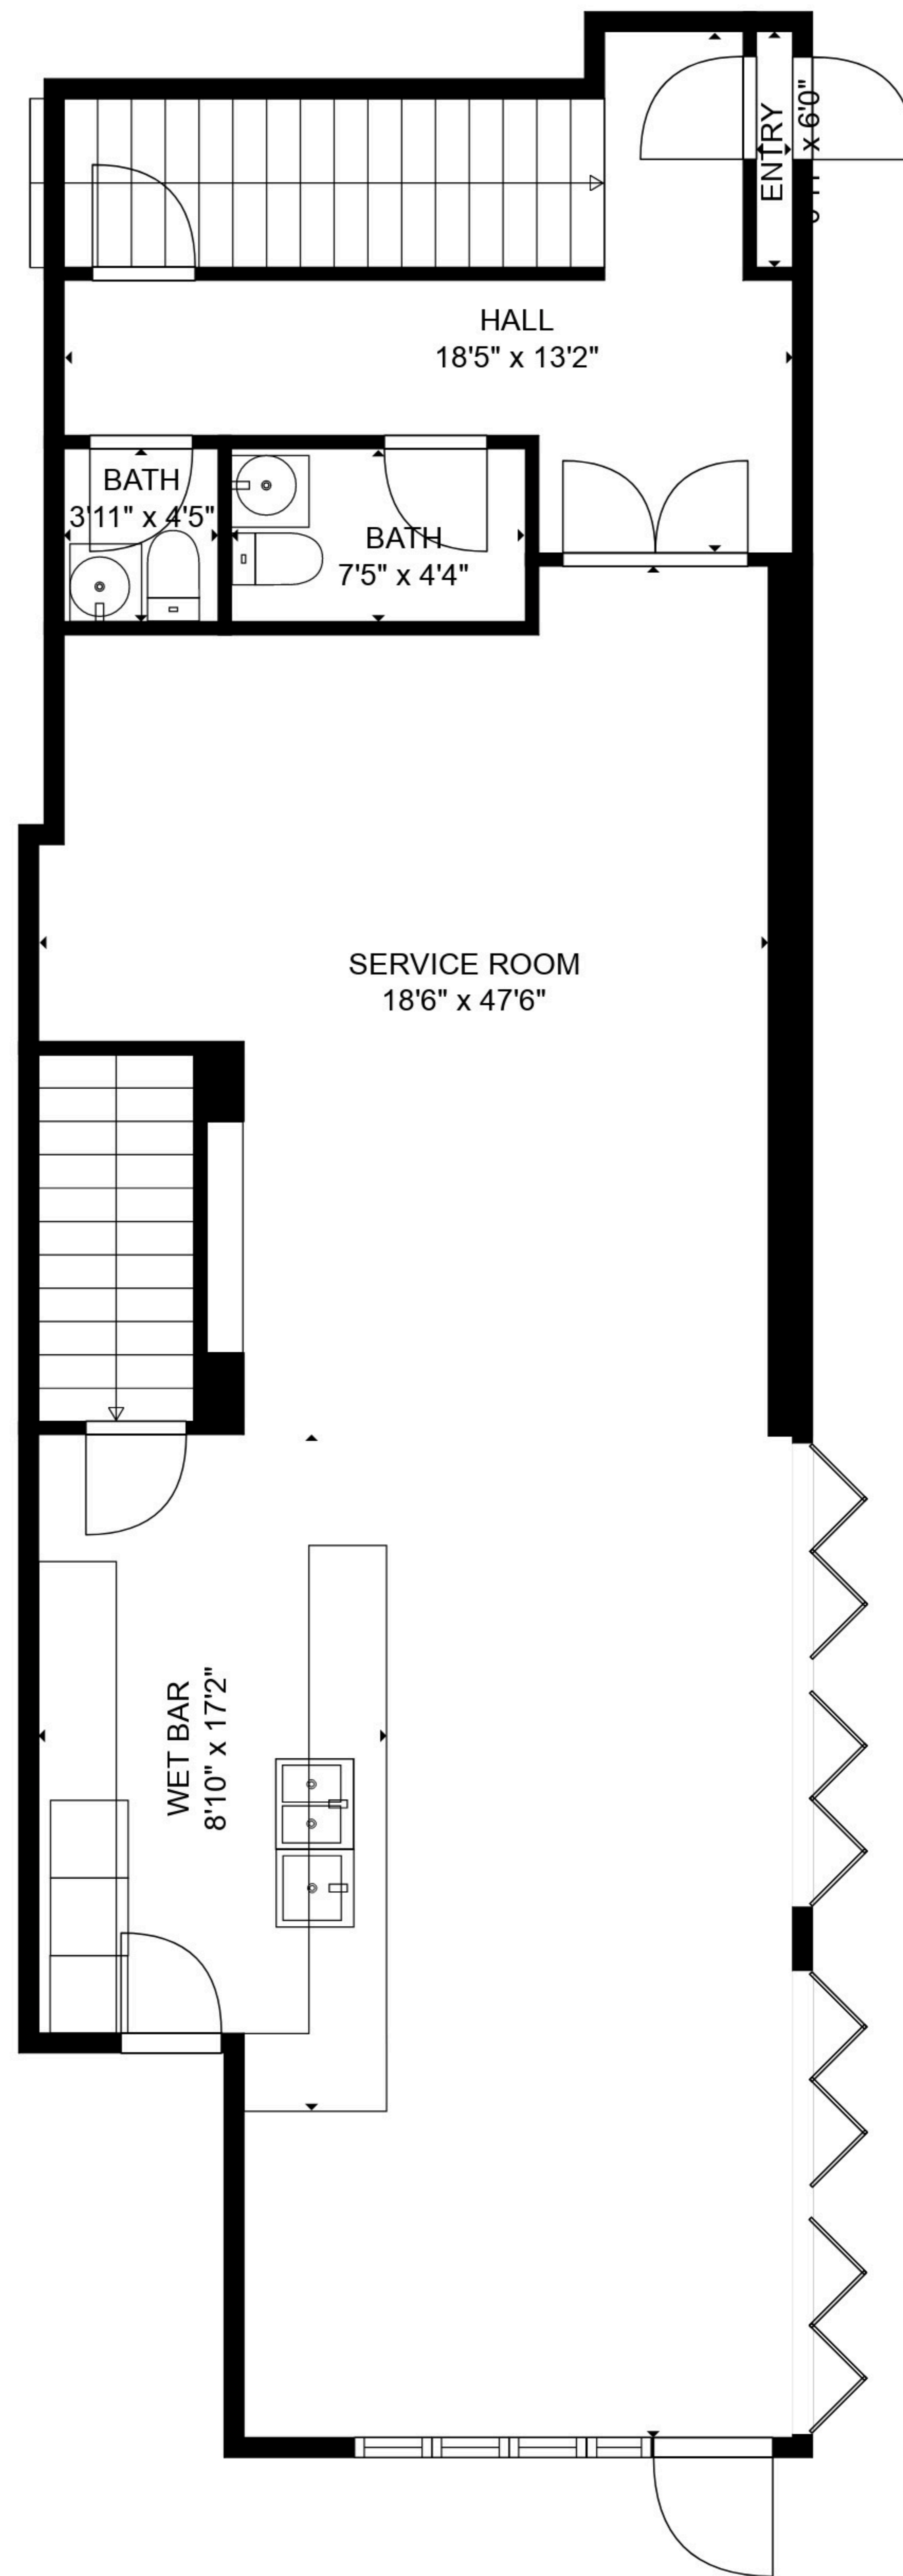 ENTRY
x 6'0"
HALL
18'5" x 13'2"
BATH
3'11" x 4'5"
BATH
7'5" x 4'4"
SERVICE ROOM
18'6" x 47'6"
WET BAR
8'10" x 17'2"